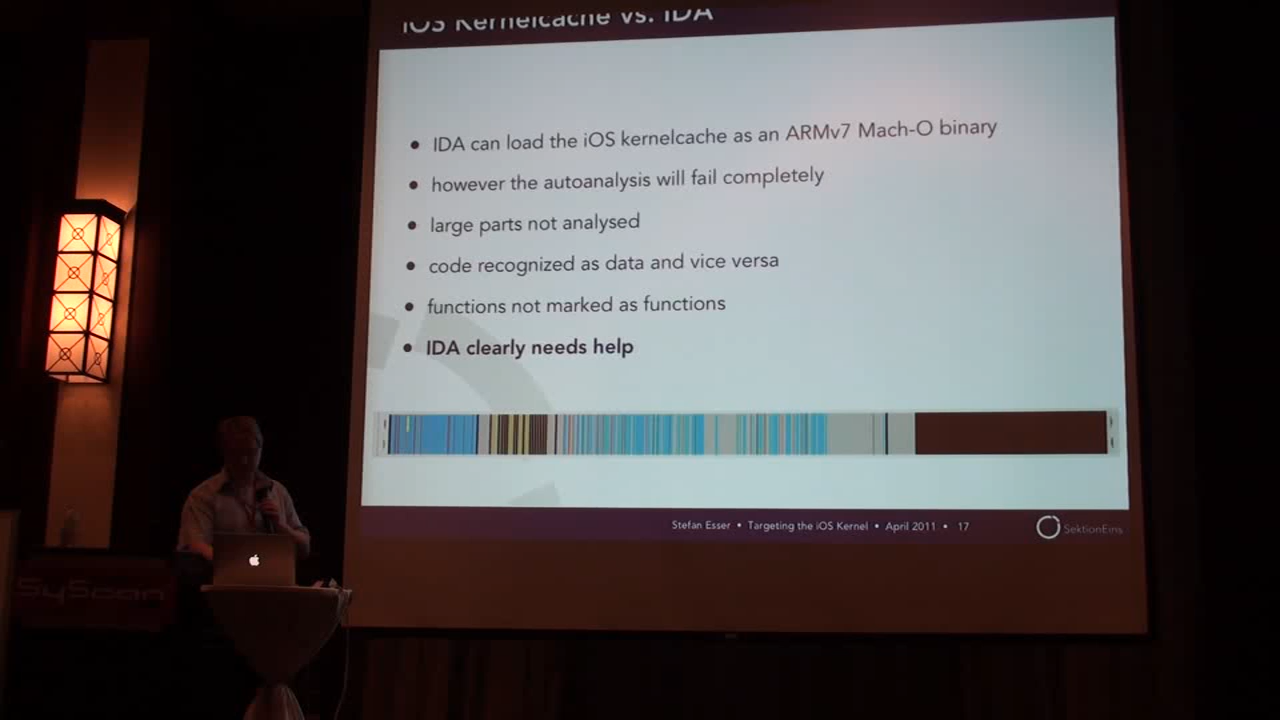 iOS Kernelcache vs. IDA
• IDA can load the iOS kernelcache as an ARMv7 Mach-O binary
• however the autoanalysis will fail completely
• large parts not analysed
• code recognized as data and vice versa
• functions not marked as functions
• IDA clearly needs help
Stefan Esser • Targeting the iOS Kernel • April 2011 • 17
SektionEins
SyScan